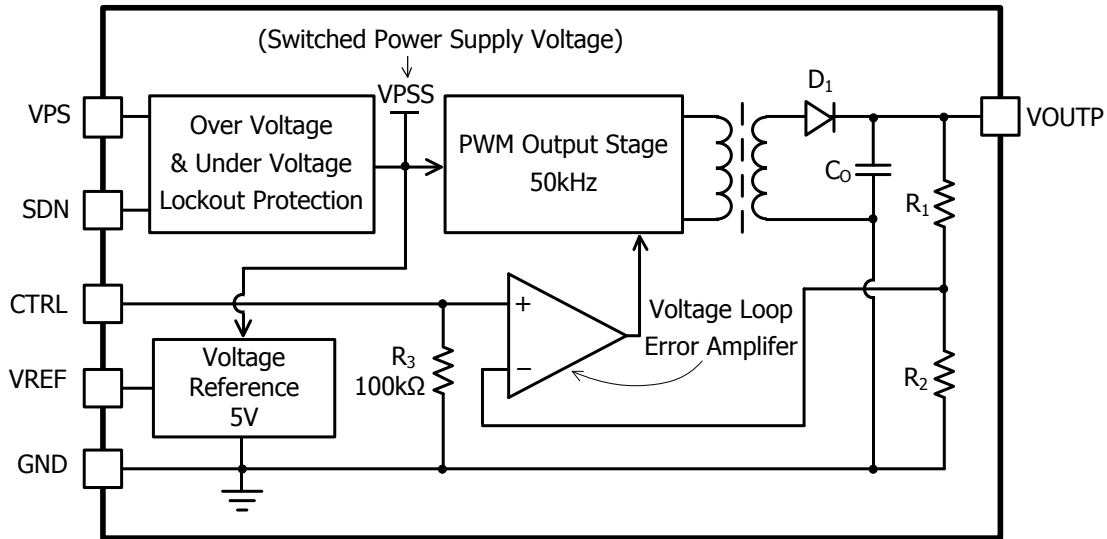 (Switched Power Supply Voltage)
VPSS
D1
VPS
VOUTP
Over Voltage
& Under Voltage
Lockout Protection
PWM Output Stage
50kHz
CO
R1
SDN
CTRL
+
−
Voltage Loop
Error Amplifer
R3
100kΩ
Voltage
Reference
5V
VREF
R2
GND